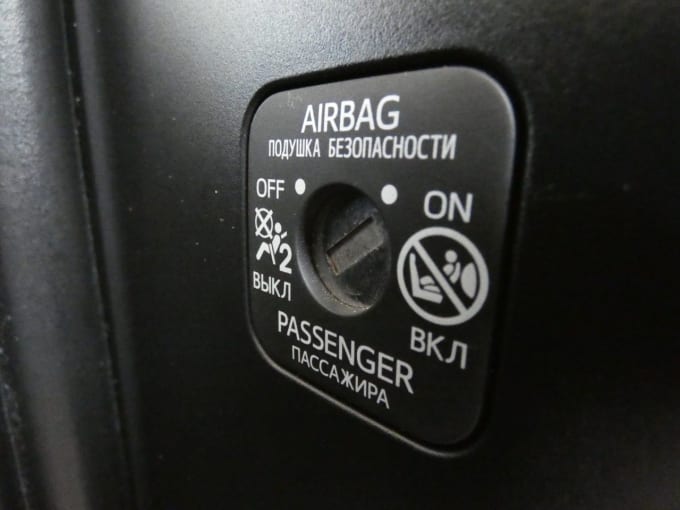 AIRBAG
ПОДУШКА БЕЗОПАСНОСТИ
OFF
ON
2
ВЫКЛ
ВКЛ
PASSENGER
ПАССАЖИРА